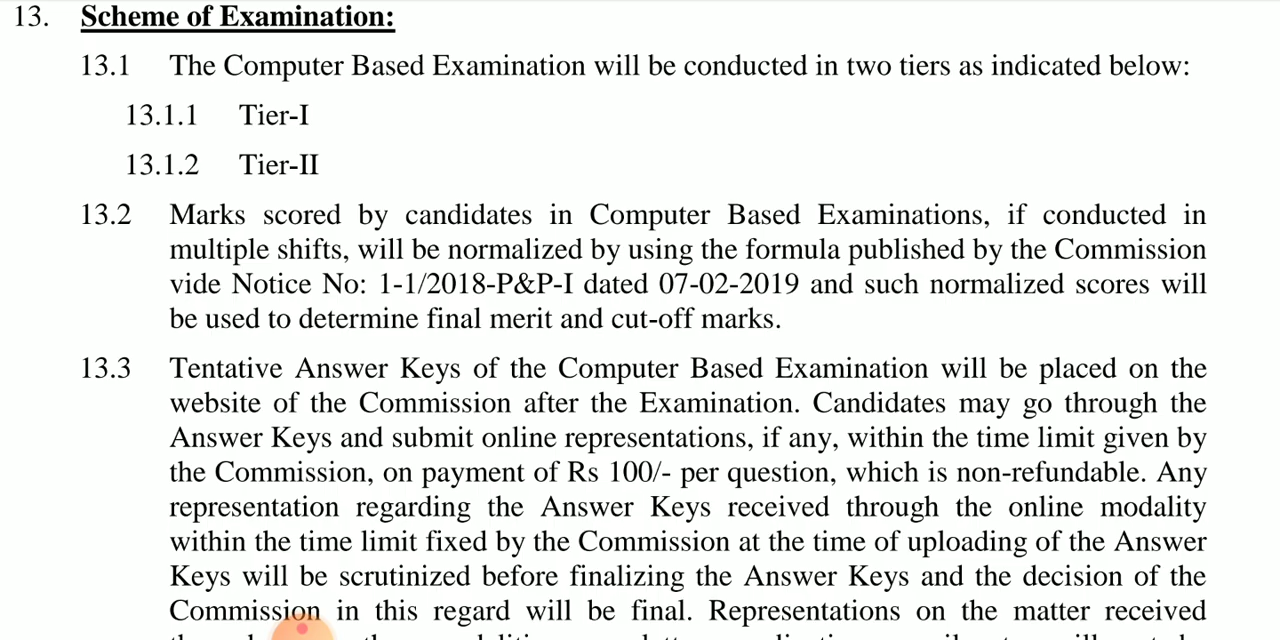 13. Scheme of Examination:
13.1 The Computer Based Examination will be conducted in two tiers as indicated below:
13.1.1 Tier-I
13.1.2 Tier-II
13.2 Marks scored by candidates in Computer Based Examinations, if conducted in
multiple shifts, will be normalized by using the formula published by the Commission
vide Notice No: 1-1/2018-P&P-I dated 07-02-2019 and such normalized scores will
be used to determine final merit and cut-off marks.
13.3 Tentative Answer Keys of the Computer Based Examination will be placed on the
website of the Commission after the Examination. Candidates may go through the
Answer Keys and submit online representations, if any, within the time limit given by
the Commission, on payment of Rs 100/- per question, which is non-refundable. Any
representation regarding the Answer Keys received through the online modality
within the time limit fixed by the Commission at the time of uploading of the Answer
Keys will be scrutinized before finalizing the Answer Keys and the decision of the
Commission in this regard will be final. Representations on the matter received